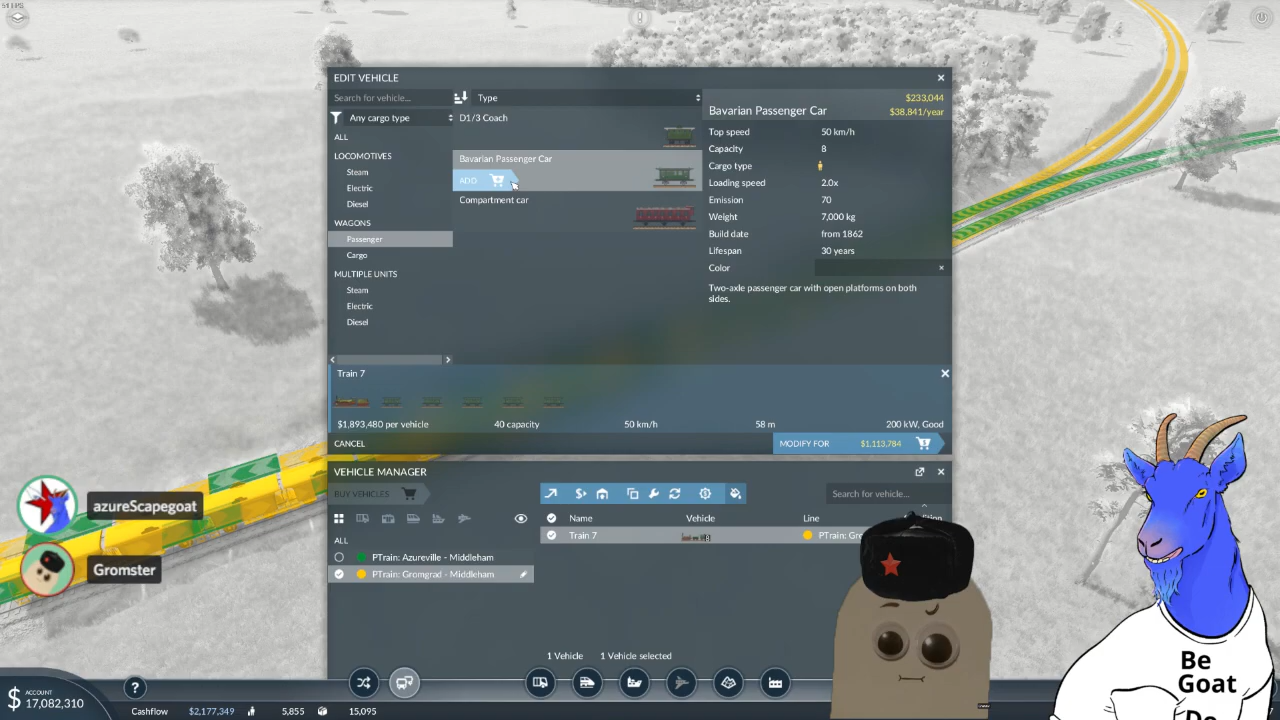 51 FPS
EDIT VEHICLE
Search for vehicle...
Type
Any cargo type
ALL
LOCOMOTIVES
Steam
Electric
Diesel
WAGONS
Passenger
Cargo
MULTIPLE UNITS
Steam
Electric
Diesel
D1/3 Coach
Bavarian Passenger Car
ADD
Compartment car
$233,044
Bavarian Passenger Car $38,841/year
Top speed 50 km/h
Capacity 8
Cargo type
Loading speed 2.0x
Emission 70
Weight 7,000 kg
Build date from 1862
Lifespan 30 years
Color
Two-axle passenger car with open platforms on both
sides.
Train 7
$1,893,480 per vehicle 40 capacity 50 km/h 58 m 200 kW, Good
CANCEL MODIFY FOR $1,113,784
VEHICLE MANAGER
BUY VEHICLES
Search for vehicle...
Name Vehicle Line
ALL
Train 7 PTrain: Gro
PTrain: Azureville - Middleham
PTrain: Gromgrad - Middleham
1 Vehicle 1 Vehicle selected
azureScapegoat
Gromster
Be
Goat
Do
$ ACCOUNT
17,082,310
?
Cashflow $2,177,349 5,855 15,095